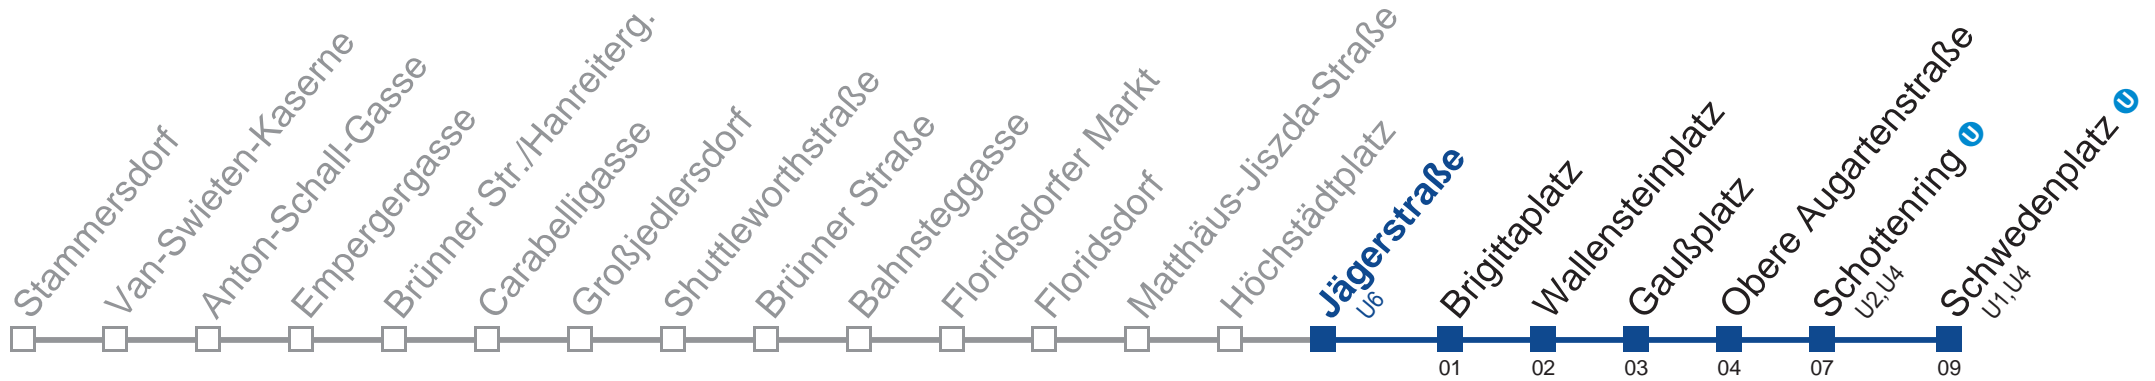 Stammersdorf
Van-Swieten-Kaserne
Anton-Schall-Gasse
Empergergasse
Brünner Str./Hanreiterg.
Carabelligasse
Großjedlersdorf
Shuttleworthstraße
Brünner Straße
Bahnsteggasse
Floridsdorfer Markt
Floridsdorf
Matthäus-Jiszda-Straße
Höchstädtplatz
Jägerstraße
U6
Brigittaplatz
Wallensteinplatz
Gaußplatz
Obere Augartenstraße
Schottenring U
U2,U4
Schwedenplatz U
U1,U4
01
02
03
04
07
09